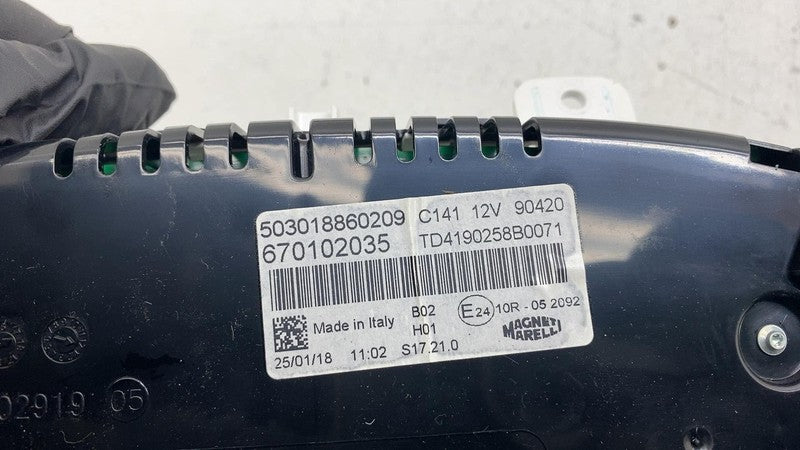 503018860209 C141 12V 90420
670102035 TD4190258B0071
Made in Italy B02 E24 10R - 05 2092
H01
25/01/18 11:02 S17.21.0 MAGNETI MARELLI
02919 05